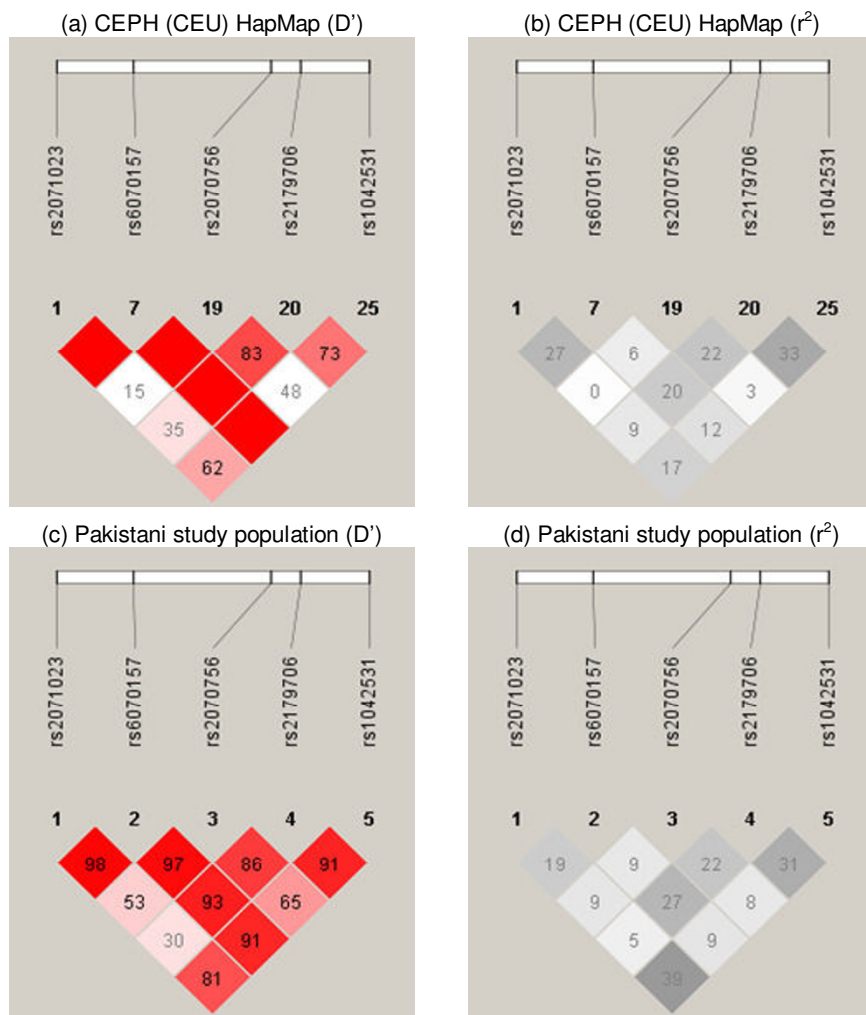 (a) CEPH (CEU) HapMap (D')
(b) CEPH (CEU) HapMap (r²)
rs2071023
rs6070157
rs2070756
rs2179706
rs1042531
rs2071023
rs6070157
rs2070756
rs2179706
rs1042531
1 7 19 20 25
83 73
15 48
35
62
1 7 19 20 25
27 6 22 33
0 20 3
9 12
17
(c) Pakistani study population (D')
(d) Pakistani study population (r²)
rs2071023
rs6070157
rs2070756
rs2179706
rs1042531
rs2071023
rs6070157
rs2070756
rs2179706
rs1042531
1 2 3 4 5
98 97 86 91
53 93 65
30 91
81
1 2 3 4 5
19 9 22 31
9 27 8
5 9
39